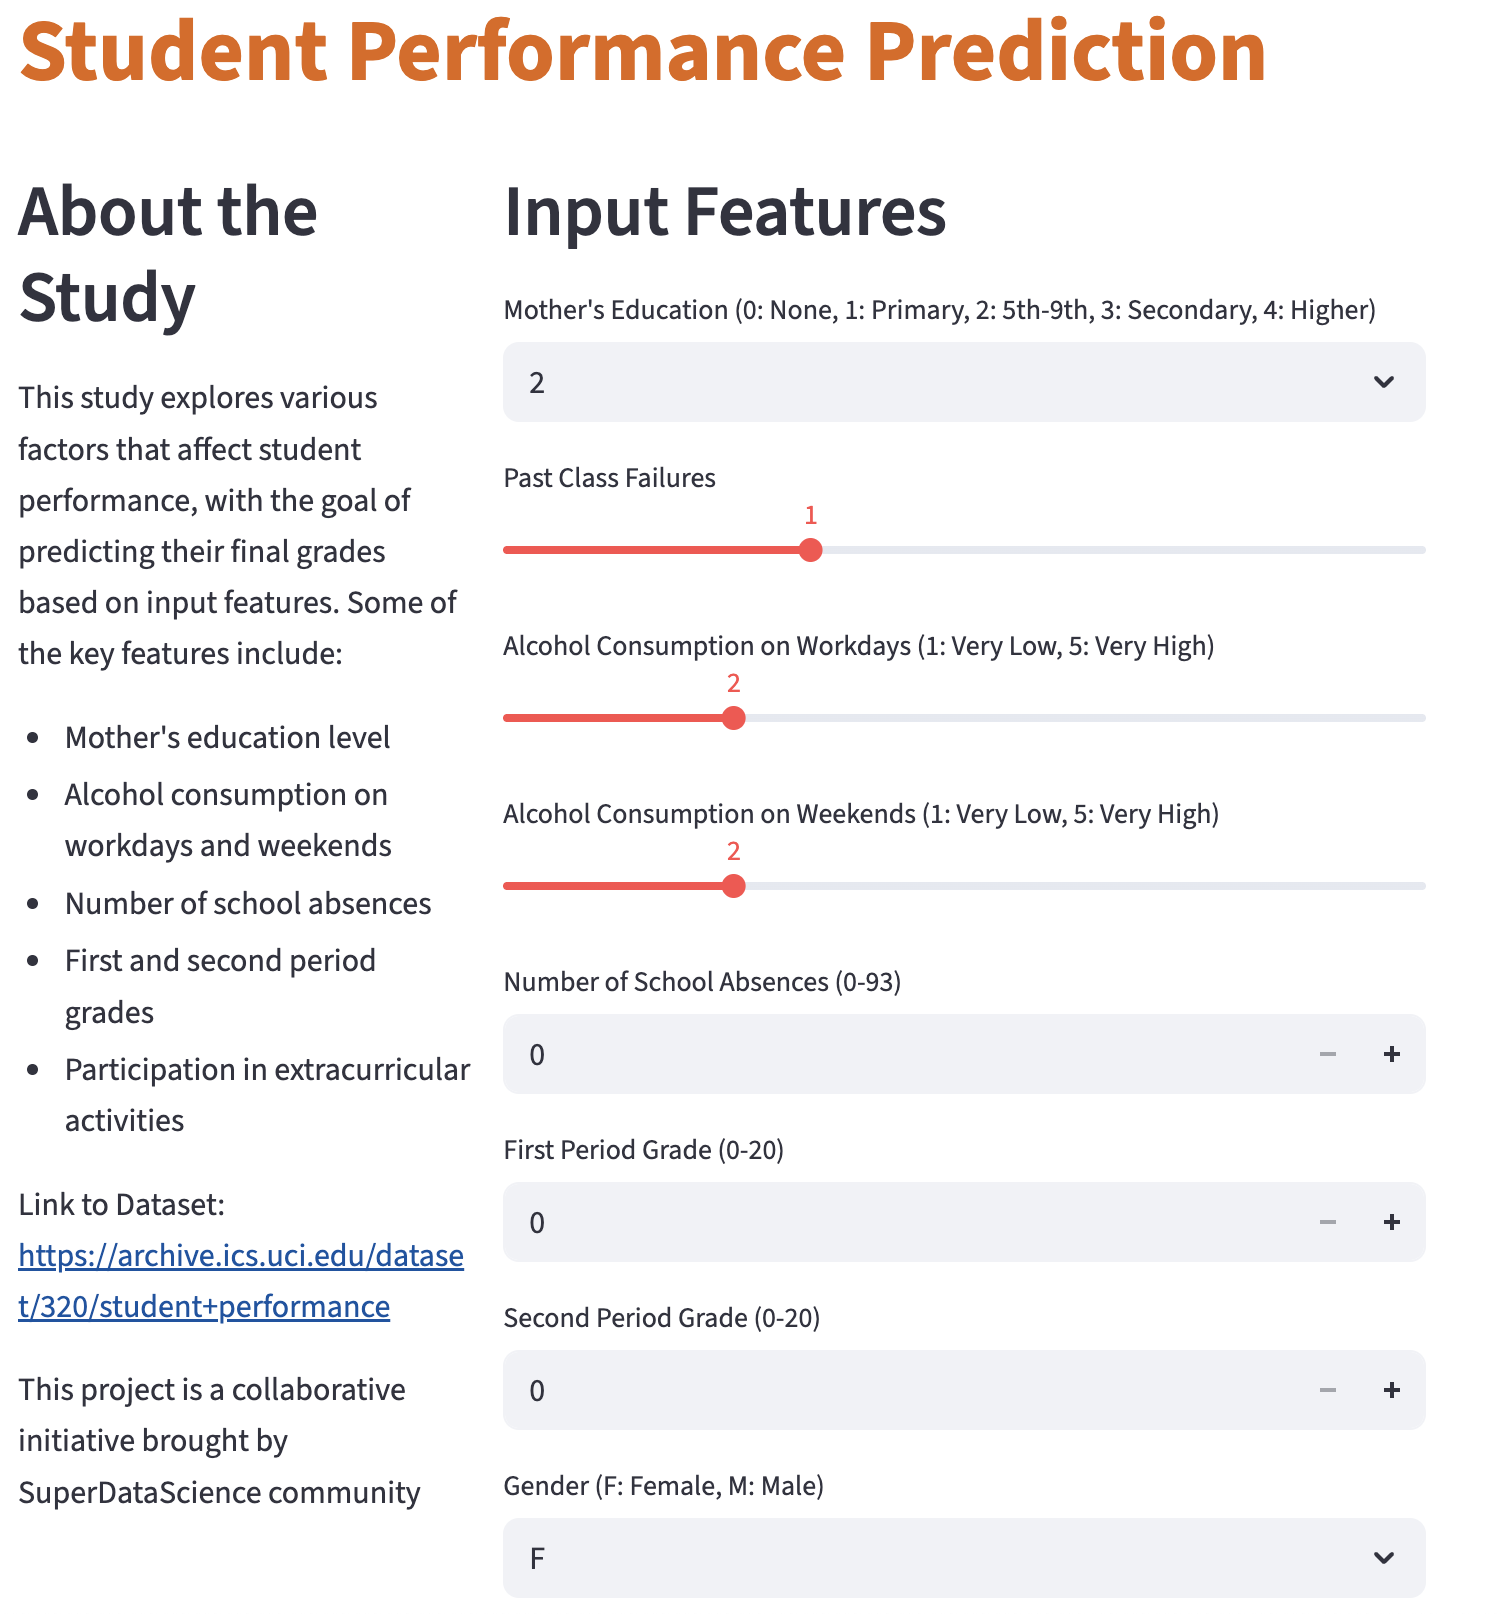 Student Performance Prediction
About the
Study
This study explores various
factors that affect student
performance, with the goal of
predicting their final grades
based on input features. Some of
the key features include:
• Mother's education level
• Alcohol consumption on
workdays and weekends
• Number of school absences
• First and second period
grades
• Participation in extracurricular
activities
Link to Dataset:
https://archive.ics.uci.edu/datase
t/320/student+performance
This project is a collaborative
initiative brought by
SuperDataScience community
Input Features
Mother's Education (0: None, 1: Primary, 2: 5th-9th, 3: Secondary, 4: Higher)
2
Past Class Failures
1
Alcohol Consumption on Workdays (1: Very Low, 5: Very High)
2
Alcohol Consumption on Weekends (1: Very Low, 5: Very High)
2
Number of School Absences (0-93)
0
First Period Grade (0-20)
0
Second Period Grade (0-20)
0
Gender (F: Female, M: Male)
F